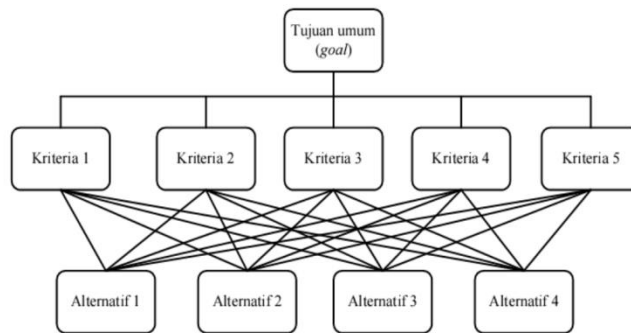 Tujuan umum
(goal)
Kriteria 1
Kriteria 2
Kriteria 3
Kriteria 4
Kriteria 5
Alternatif 1
Alternatif 2
Alternatif 3
Alternatif 4